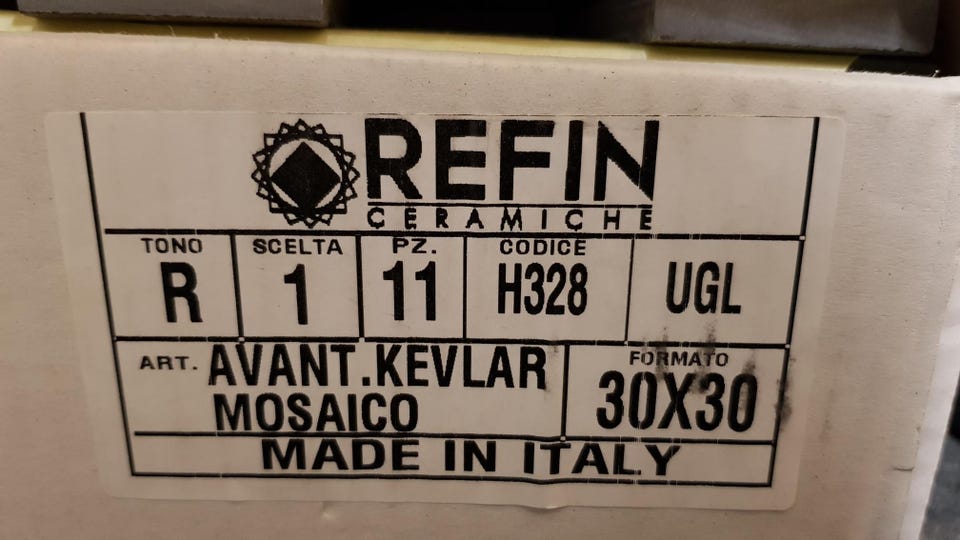 REFIN
CERAMICHE
TONO SCELTA PZ. CODICE
R 1 11 H328 UGL
ART. AVANT.KEVLAR
MOSAICO
FORMATO
30X30
MADE IN ITALY